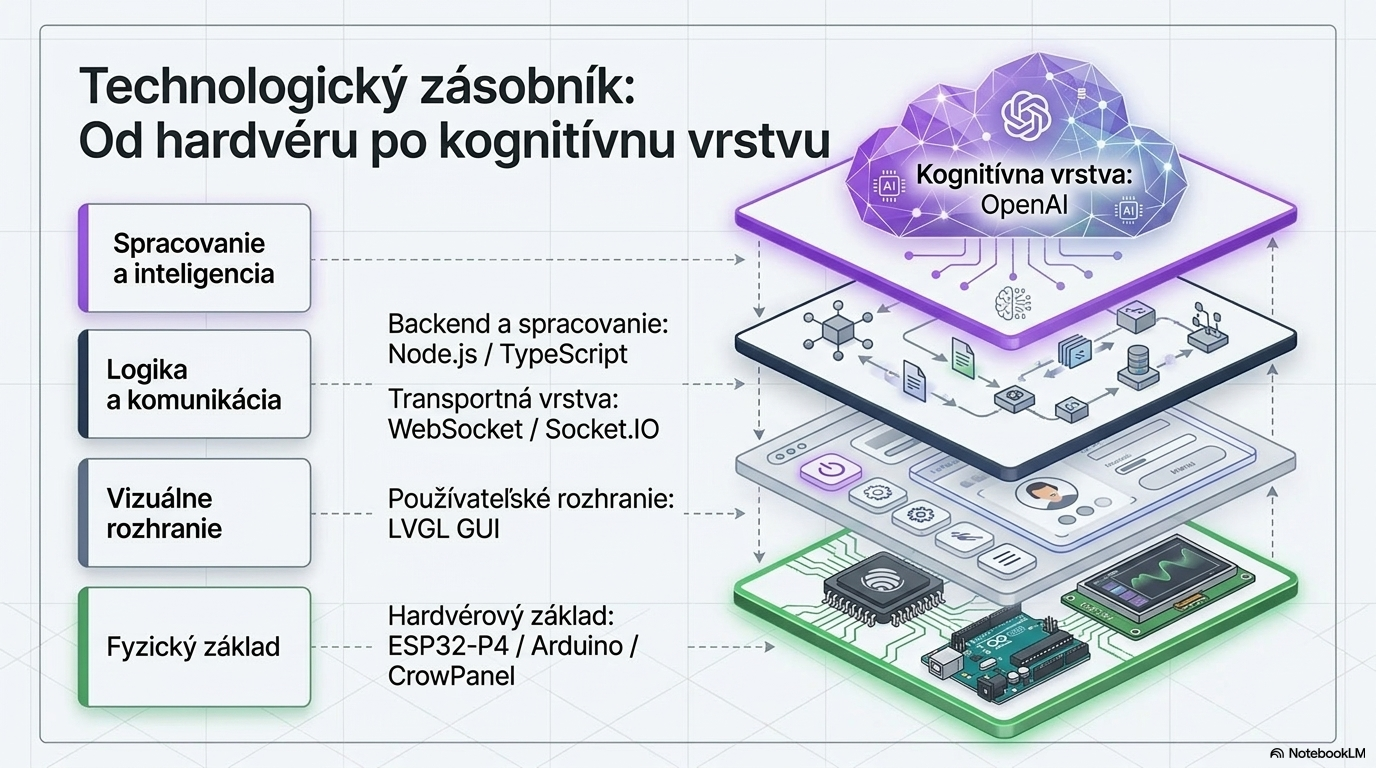 Technologický zásobník:
Od hardvéru po kognitívnu vrstvu
Kognitívna vrstva:
OpenAI
AI
AI
Spracovanie
a inteligencia
Logika
a komunikácia
Backend a spracovanie:
Node.js / TypeScript
Transportná vrstva:
WebSocket / Socket.IO
Vizuálne
rozhranie
Používateľské rozhranie:
LVGL GUI
Fyzický základ
Hardvérový základ:
ESP32-P4 / Arduino /
CrowPanel
NotebookLM